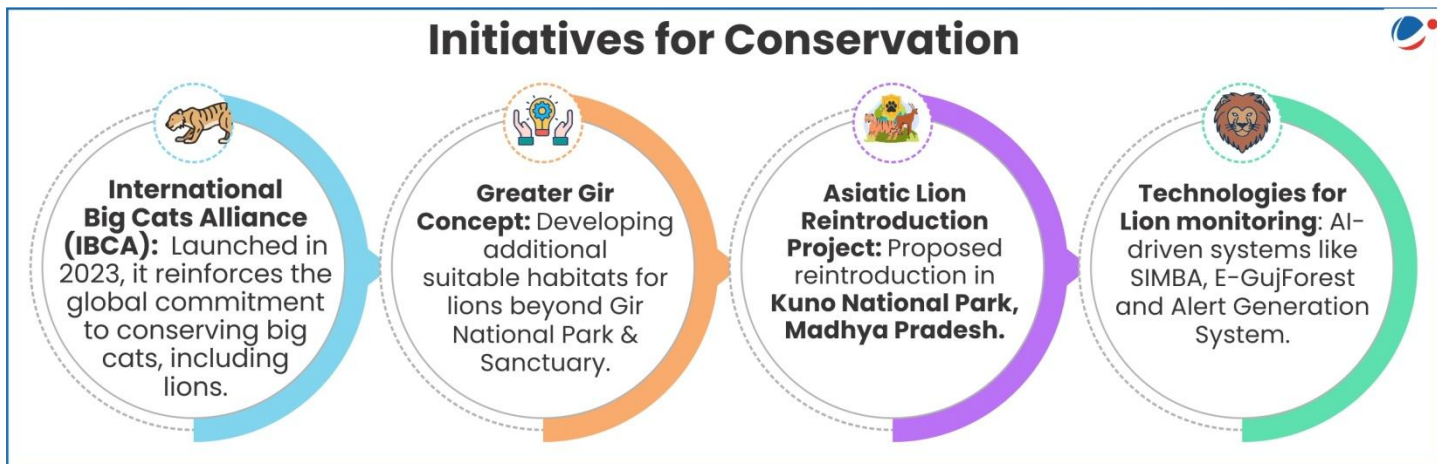 Initiatives for Conservation
International
Big Cats Alliance
(IBCA): Launched in
2023, it reinforces the
global commitment
to conserving big
cats, including
lions.
Greater Gir
Concept: Developing
additional
suitable habitats for
lions beyond Gir
National Park &
Sanctuary.
Asiatic Lion
Reintroduction
Project: Proposed
reintroduction in
Kuno National Park,
Madhya Pradesh.
Technologies for
Lion monitoring: AI-
driven systems like
SIMBA, E-GujForest
and Alert Generation
System.